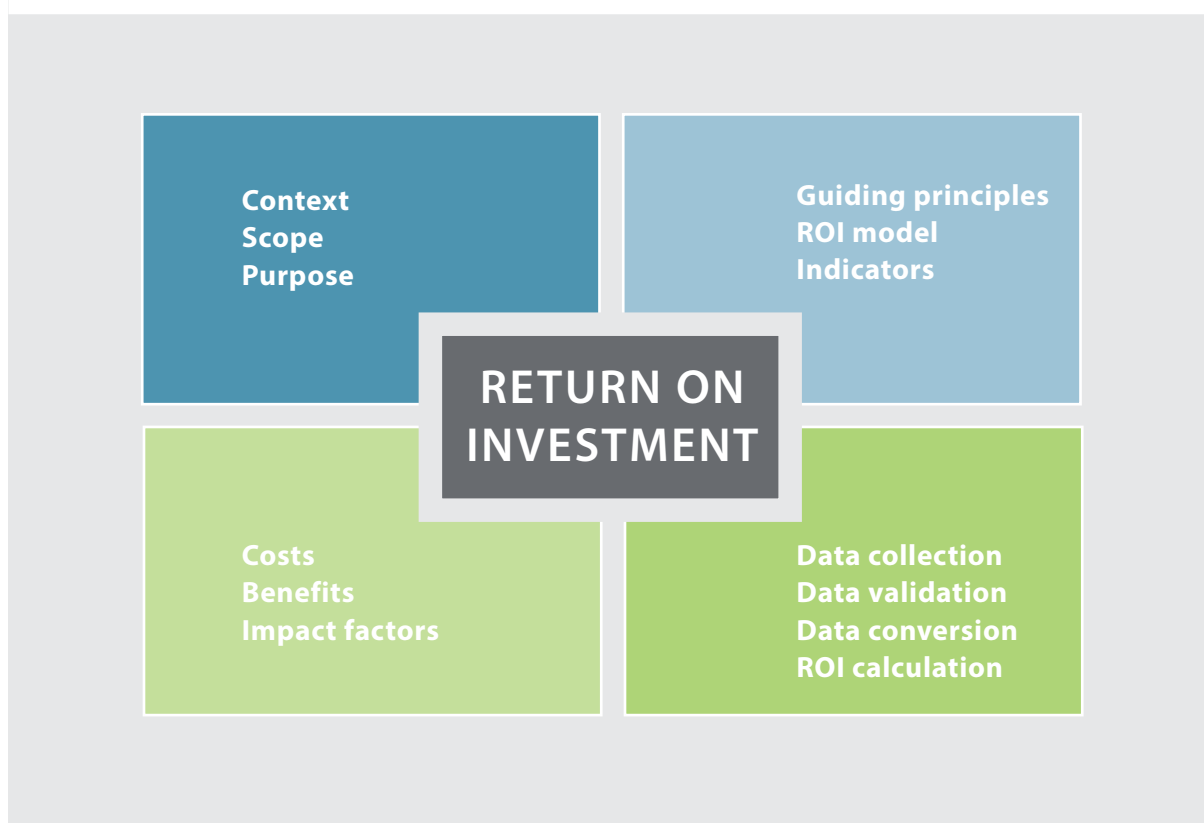 Context
Scope
Purpose
Guiding principles
ROI model
Indicators
RETURN ON
INVESTMENT
Costs
Benefits
Impact factors
Data collection
Data validation
Data conversion
ROI calculation